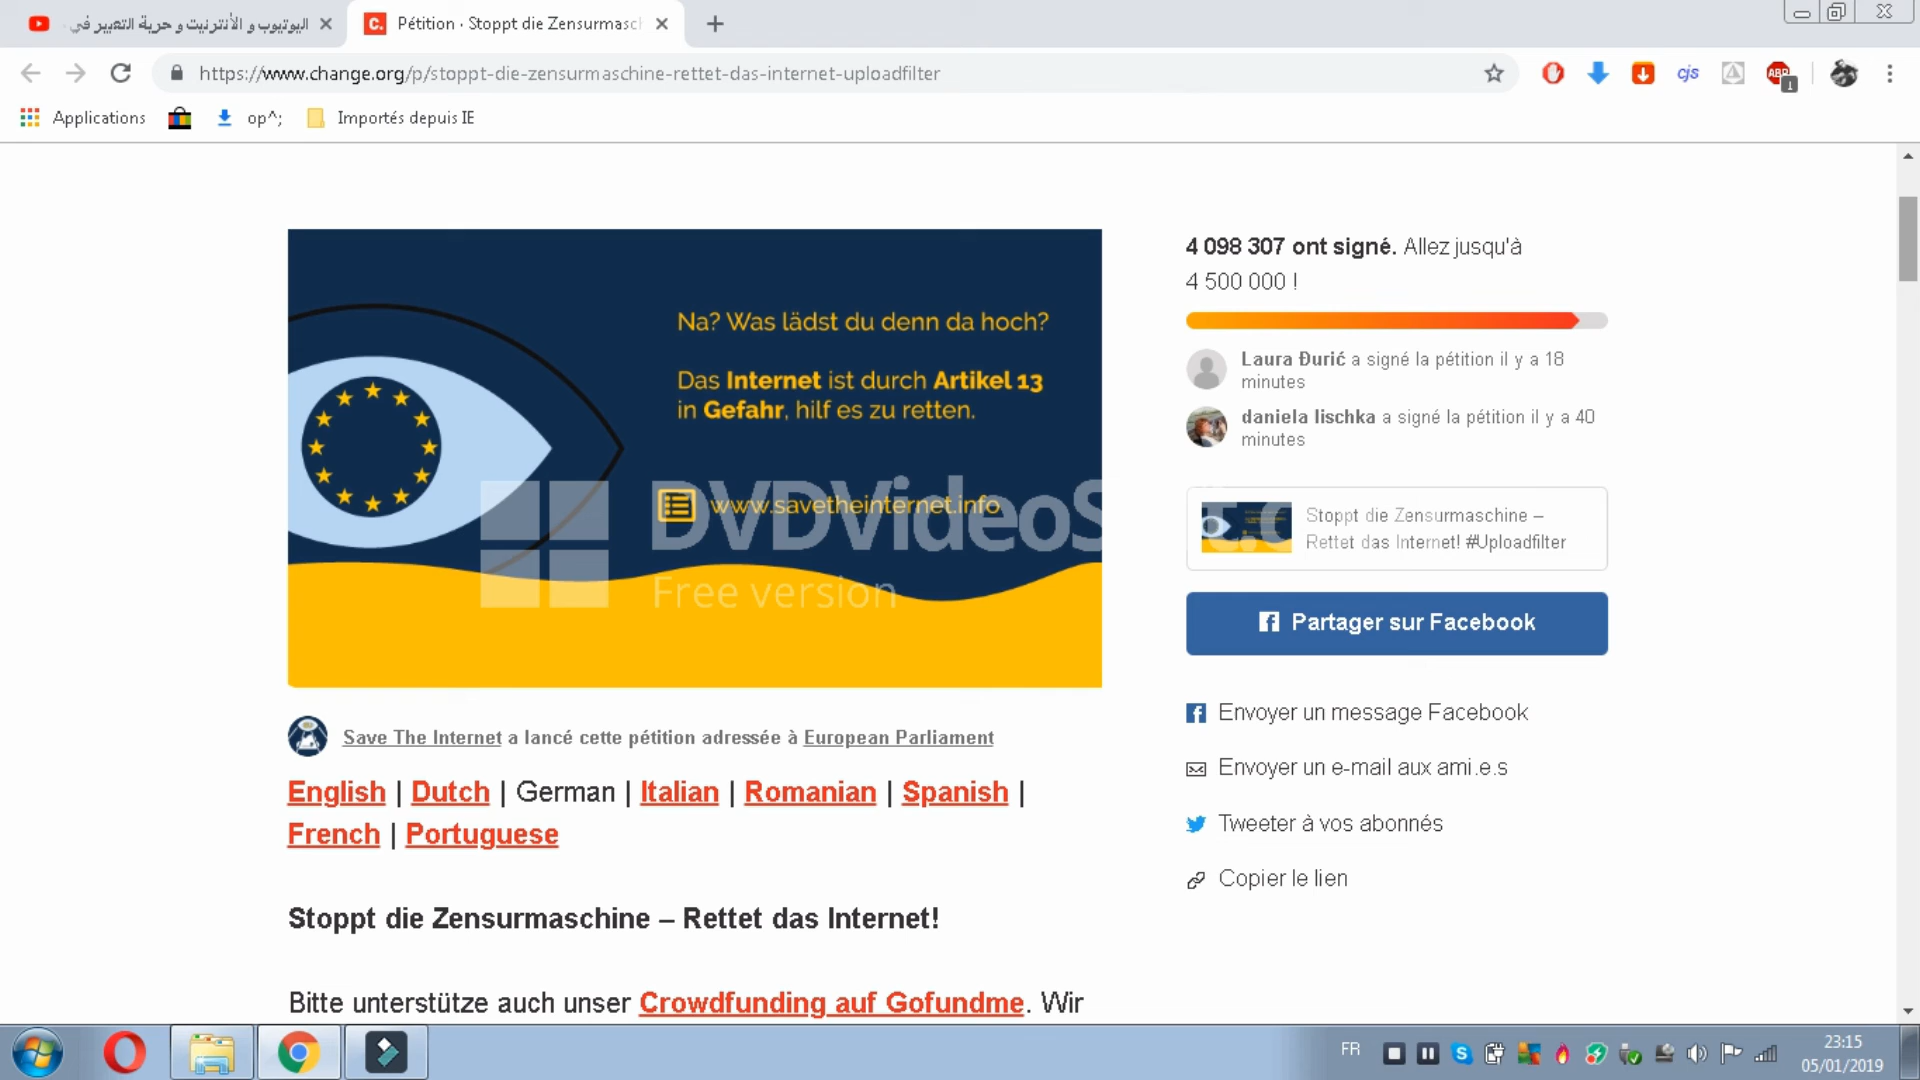 اليوتيوب و الأنترنيت و حرية التعبير في
Pétition · Stoppt die Zensurmasc
https://www.change.org/p/stoppt-die-zensurmaschine-rettet-das-internet-uploadfilter
cjs
ABP
1
Applications
op^;
Importés depuis IE
Na? Was lädst du denn da hoch?
Das Internet ist durch Artikel 13
in Gefahr, hilf es zu retten.
www.savetheinternet.info
DVDVideoSoft.c
Free version
4 098 307 ont signé. Allez jusqu'à
4 500 000 !
Laura Đurić a signé la pétition il y a 18
minutes
daniela lischka a signé la pétition il y a 40
minutes
Stoppt die Zensurmaschine –
Rettet das Internet! #Uploadfilter
Partager sur Facebook
Envoyer un message Facebook
Envoyer un e-mail aux ami.e.s
Tweeter à vos abonnés
Copier le lien
Save The Internet a lancé cette pétition adressée à European Parliament
English | Dutch | German | Italian | Romanian | Spanish |
French | Portuguese
Stoppt die Zensurmaschine – Rettet das Internet!
Bitte unterstütze auch unser Crowdfunding auf Gofundme. Wir
FR
23:15
05/01/2019